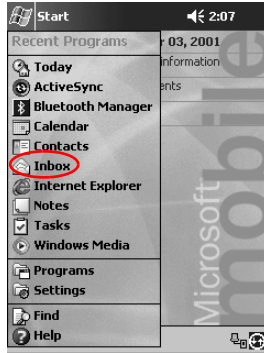 Start 2:07
Recent Programs r 03, 2001
Today
information
ActiveSync
ents
Bluetooth Manager
Calendar
Contacts
Inbox
Internet Explorer
Notes
Tasks
Windows Media
Programs
Settings
Find
Help
Microsoft
mobile